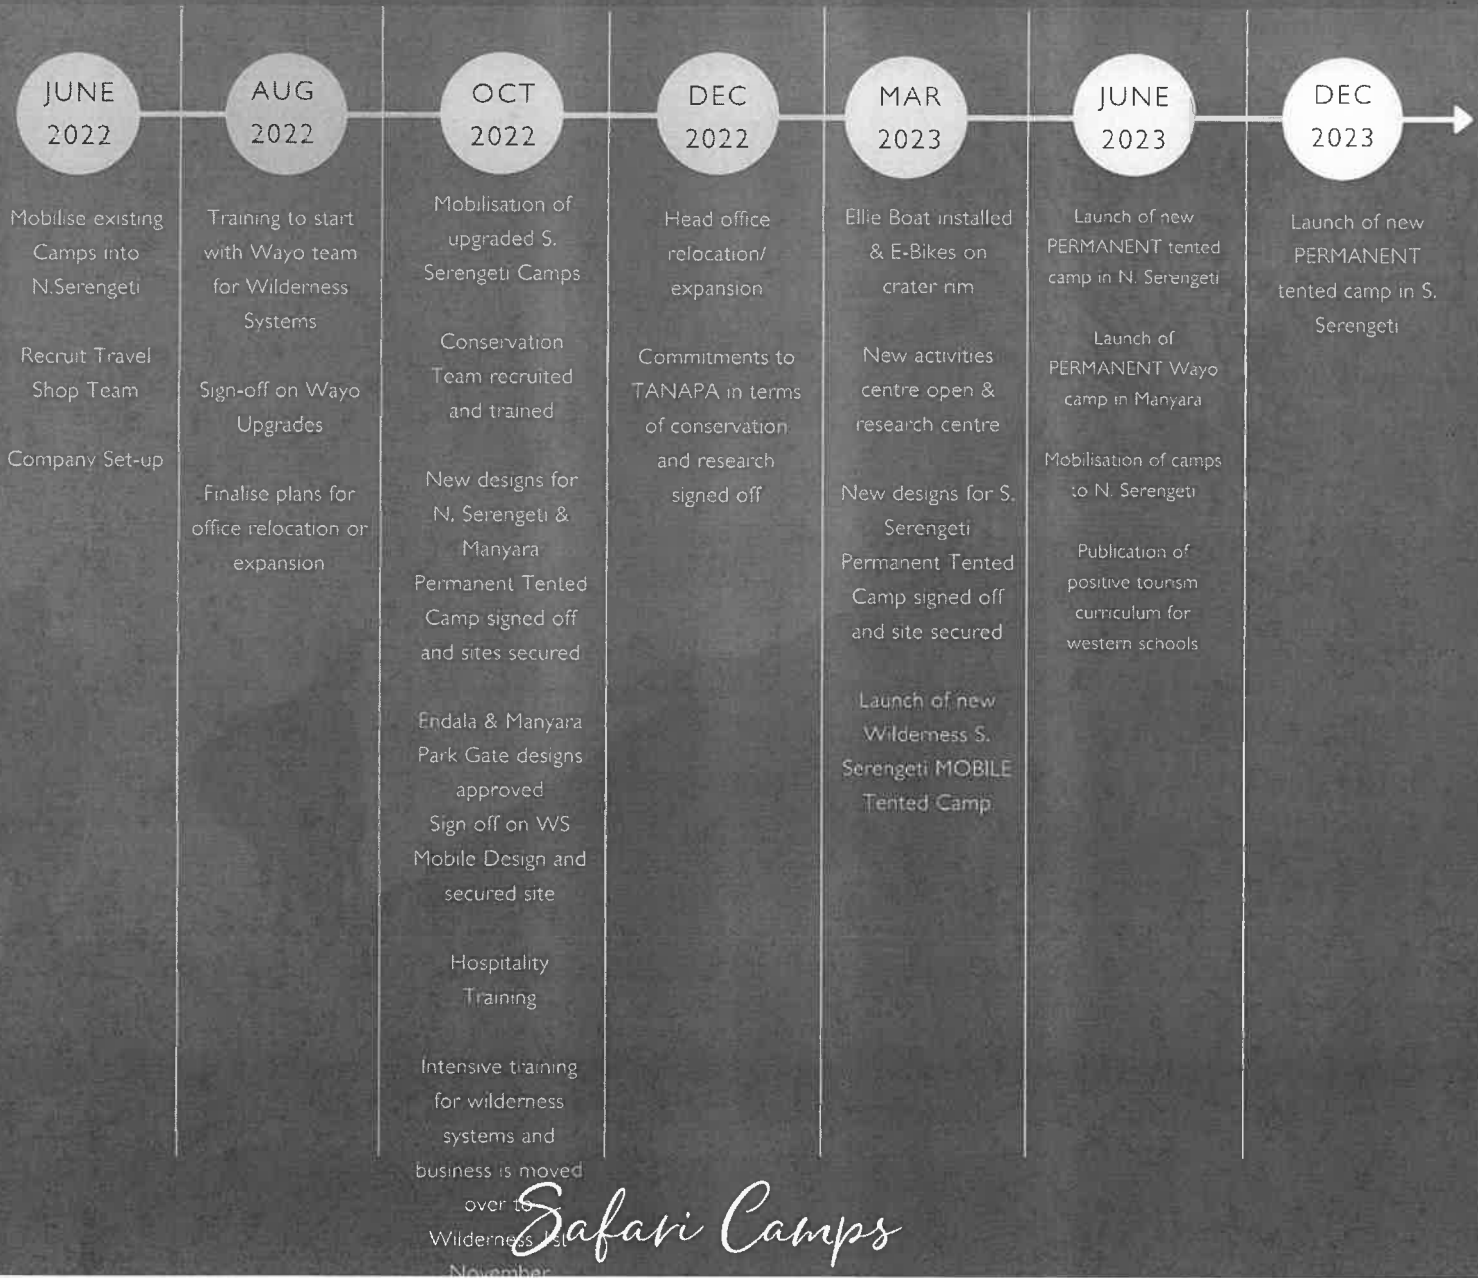 JUNE
2022
Mobilise existing
Camps into
N.Serengeti
Recruit Travel
Shop Team
Company Set-up
AUG
2022
Training to start
with Wayo team
for Wilderness
Systems
Sign-off on Wayo
Upgrades
Finalise plans for
office relocation or
expansion
OCT
2022
Mobilisation of
upgraded S.
Serengeti Camps
Conservation
Team recruited
and trained
New designs for
N. Serengeti &
Manyara
Permanent Tented
Camp signed off
and sites secured
Endala & Manyara
Park Gate designs
approved
Sign off on WS
Mobile Design and
secured site
Hospitality
Training
Intensive training
for wilderness
systems and
business is moved
over to
Wilderness 1st
November
DEC
2022
Head office
relocation/
expansion
Commitments to
TANAPA in terms
of conservation
and research
signed off
MAR
2023
Ellie Boat installed
& E-Bikes on
crater rim
New activities
centre open &
research centre
New designs for S.
Serengeti
Permanent Tented
Camp signed off
and site secured
Launch of new
Wilderness S.
Serengeti MOBILE
Tented Camp
JUNE
2023
Launch of new
PERMANENT tented
camp in N. Serengeti
Launch of
PERMANENT Wayo
camp in Manyara
Mobilisation of camps
to N. Serengeti
Publication of
positive tourism
curriculum for
western schools
DEC
2023
Launch of new
PERMANENT
tented camp in S.
Serengeti
Safari Camps